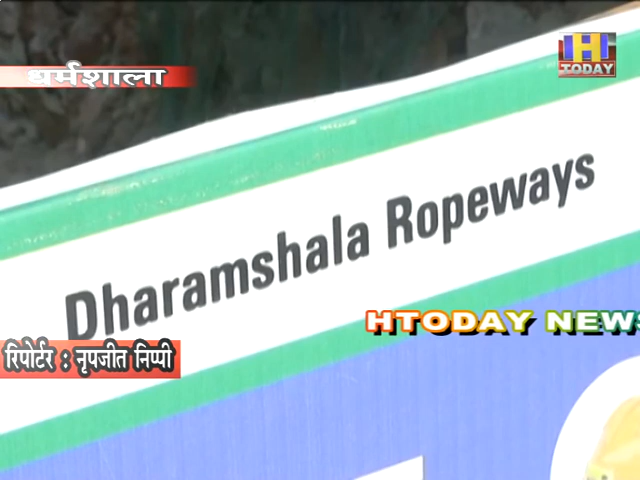 H
TODAY
धर्मशाला
Dharamshala Ropeways
HTODAY NEWS
रिपोर्टर : नृपजीत निप्पी